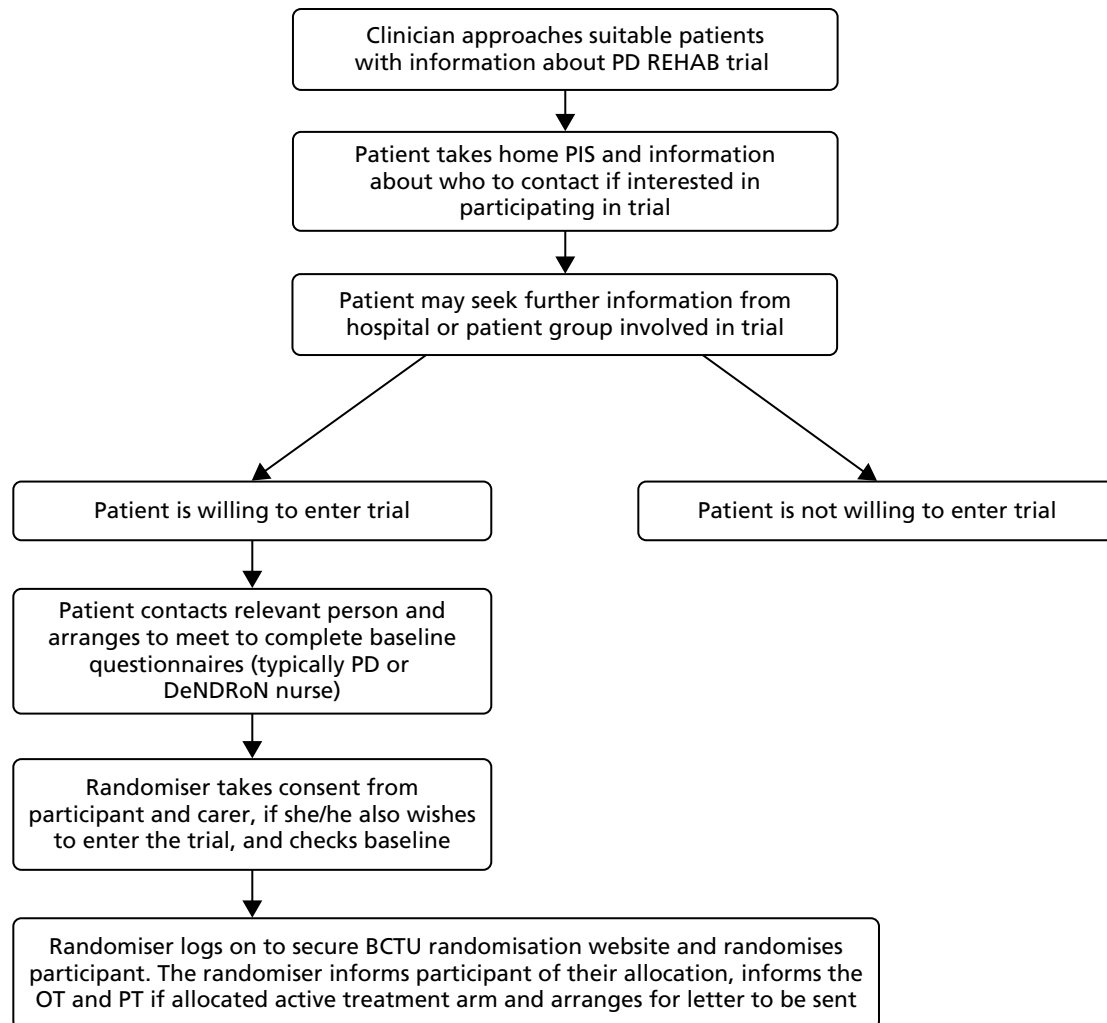 Clinician approaches suitable patients
with information about PD REHAB trial
Patient takes home PIS and information
about who to contact if interested in
participating in trial
Patient may seek further information from
hospital or patient group involved in trial
Patient is willing to enter trial
Patient is not willing to enter trial
Patient contacts relevant person and
arranges to meet to complete baseline
questionnaires (typically PD or
DeNDRoN nurse)
Randomiser takes consent from
participant and carer, if she/he also wishes
to enter the trial, and checks baseline
Randomiser logs on to secure BCTU randomisation website and randomises
participant. The randomiser informs participant of their allocation, informs the
OT and PT if allocated active treatment arm and arranges for letter to be sent